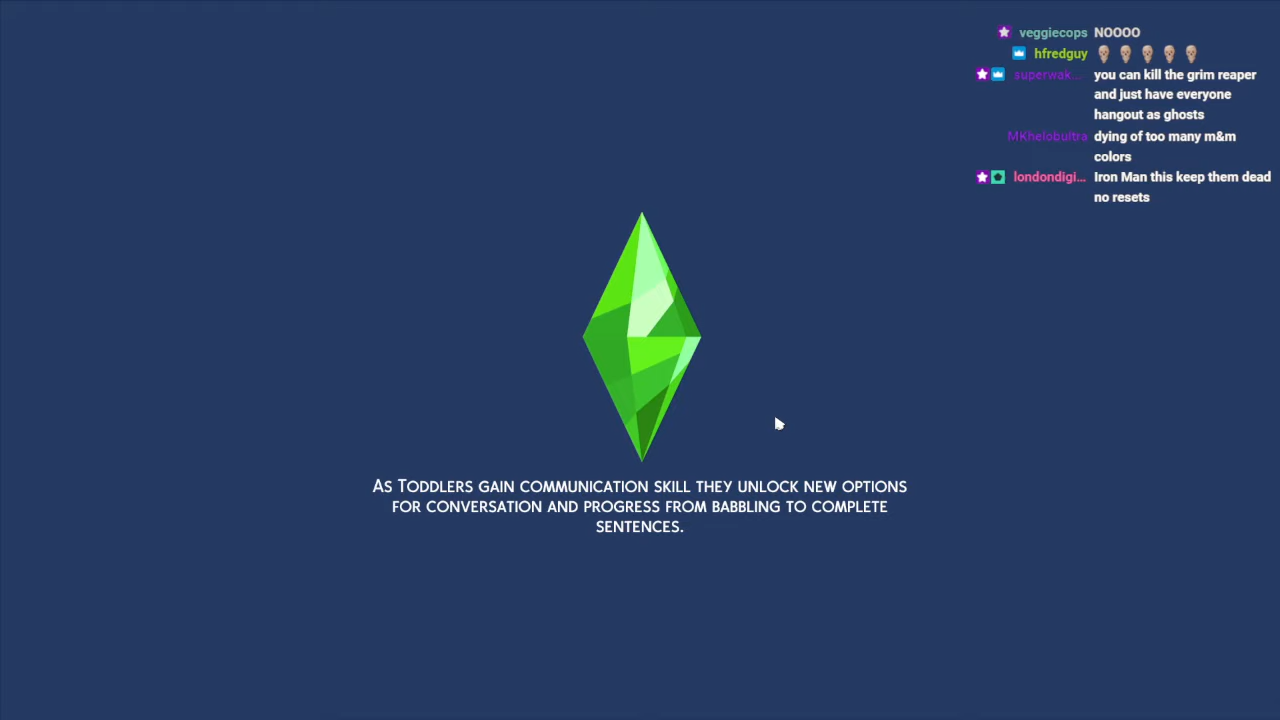 veggiecops NOOOO
hfredguy
superwak... you can kill the grim reaper
and just have everyone
hangout as ghosts
MKhelobultra dying of too many m&m
colors
londondigi... Iron Man this keep them dead
no resets
As Toddlers gain communication skill they unlock new options
for conversation and progress from babbling to complete
sentences.